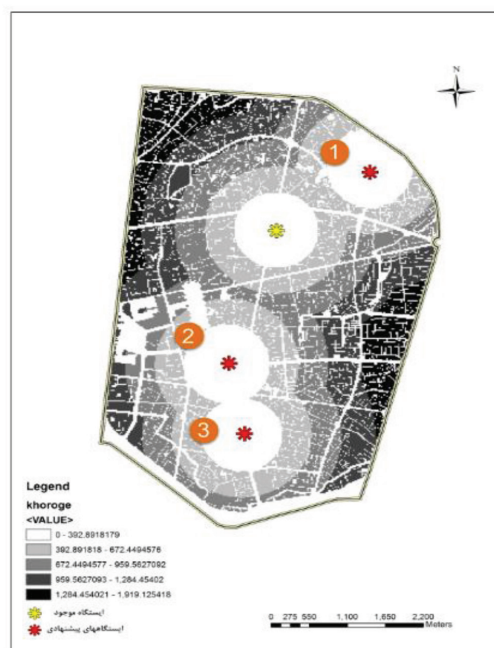 N
1
2
3
Legend
khoroge
<VALUE>
0 - 392.8918179
392.891818 - 672.4494576
672.4494577 - 959.5627092
959.5627093 - 1,284.45402
1,284.454021 - 1,919.125418
ایستگاه موجود
ایستگاههای پیشنهادی
0 275 550 1,100 1,650 2,200
Meters